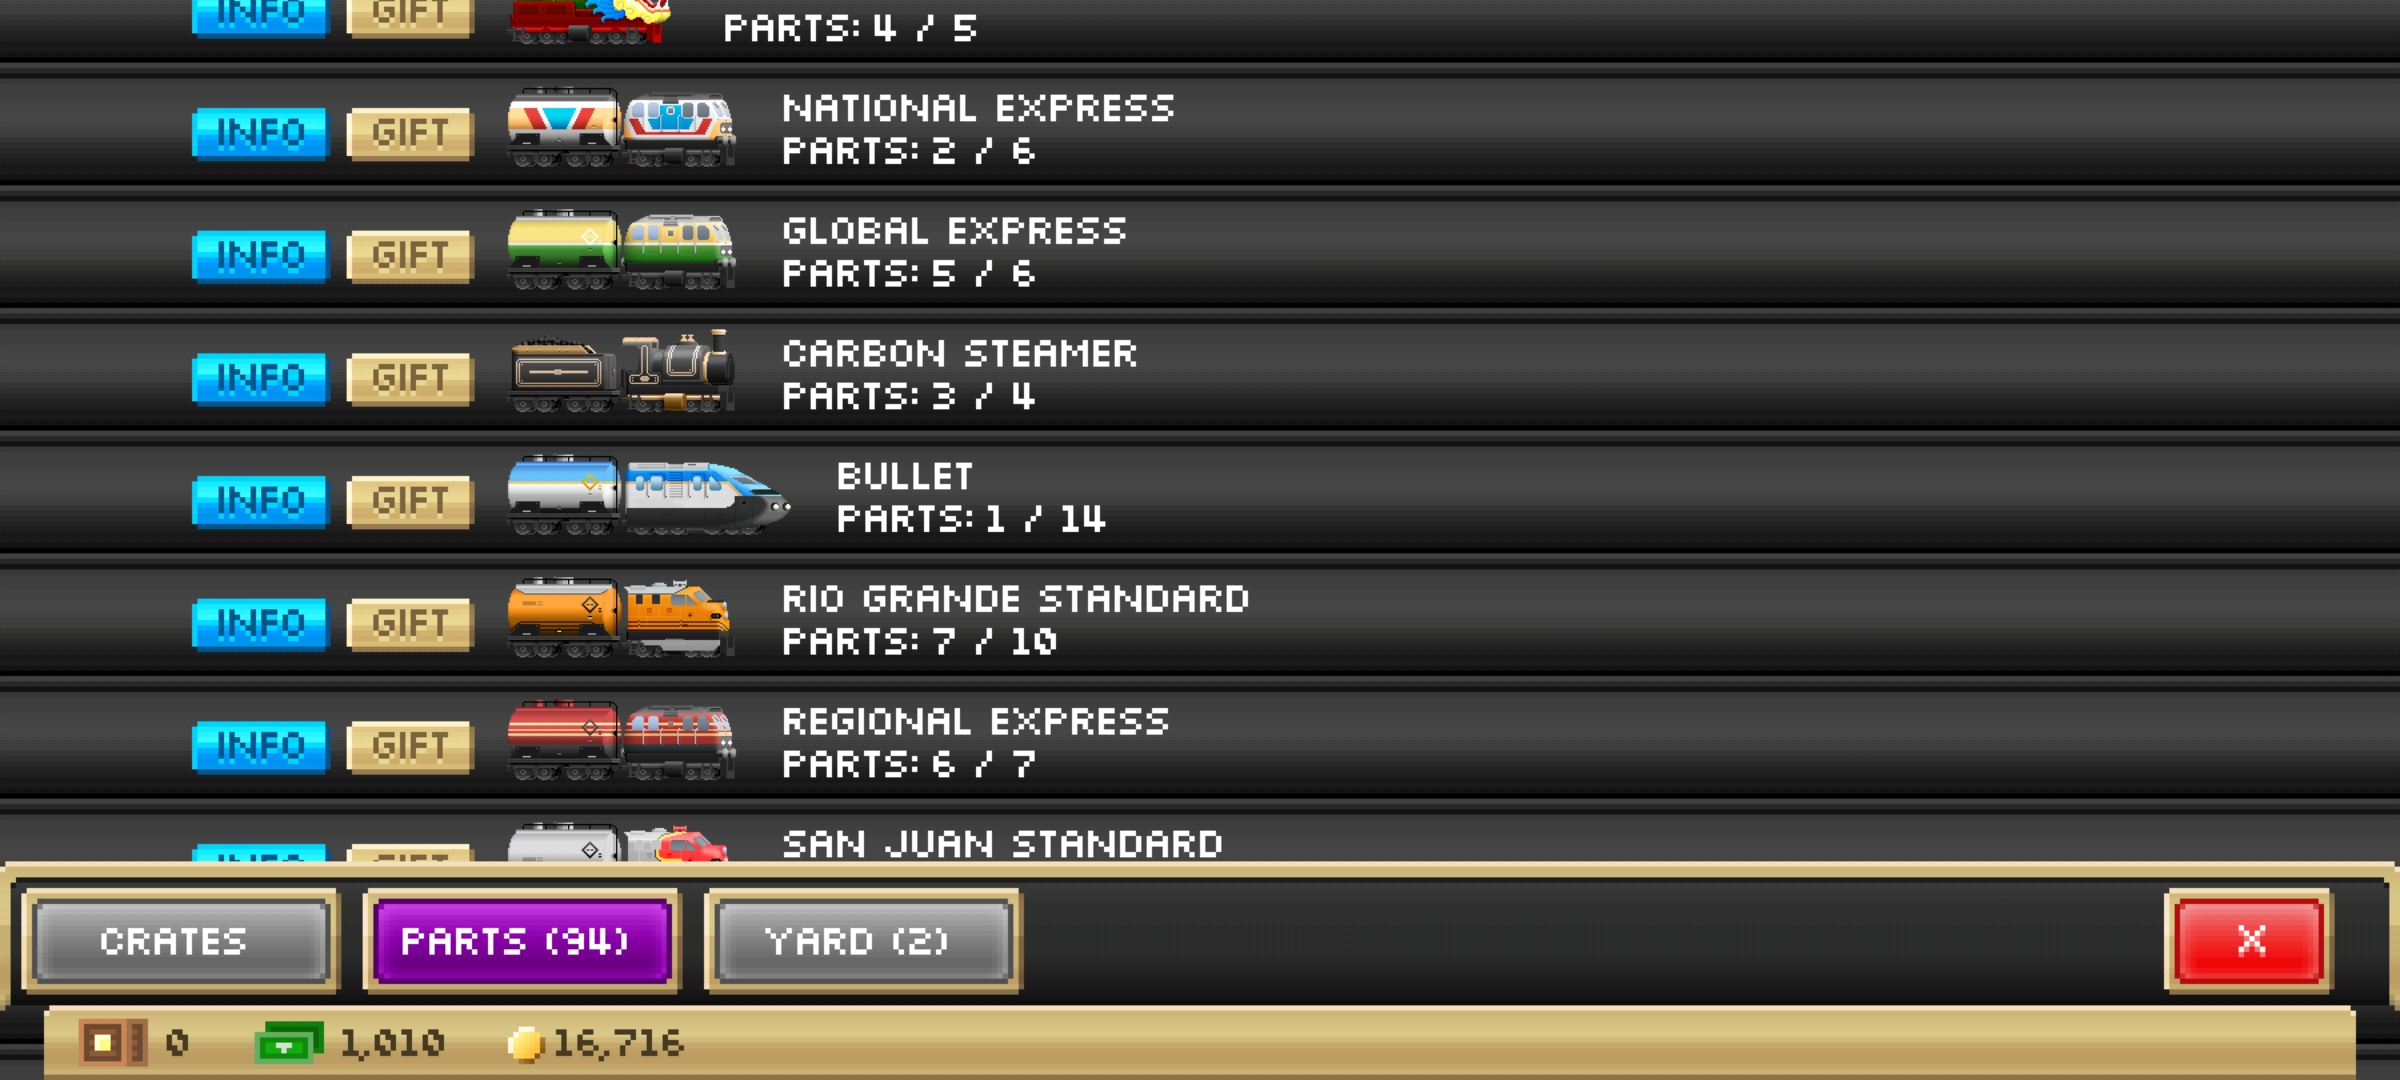 INFO GIFT
PARTS: 4 / 5
INFO GIFT NATIONAL EXPRESS
PARTS: 2 / 6
INFO GIFT GLOBAL EXPRESS
PARTS: 5 / 6
INFO GIFT CARBON STEAMER
PARTS: 3 / 4
INFO GIFT BULLET
PARTS: 1 / 14
INFO GIFT RIO GRANDE STANDARD
PARTS: 7 / 10
INFO GIFT REGIONAL EXPRESS
PARTS: 6 / 7
INFO GIFT SAN JUAN STANDARD
CRATES PARTS (94) YARD (2) X
0 1,010 16,716